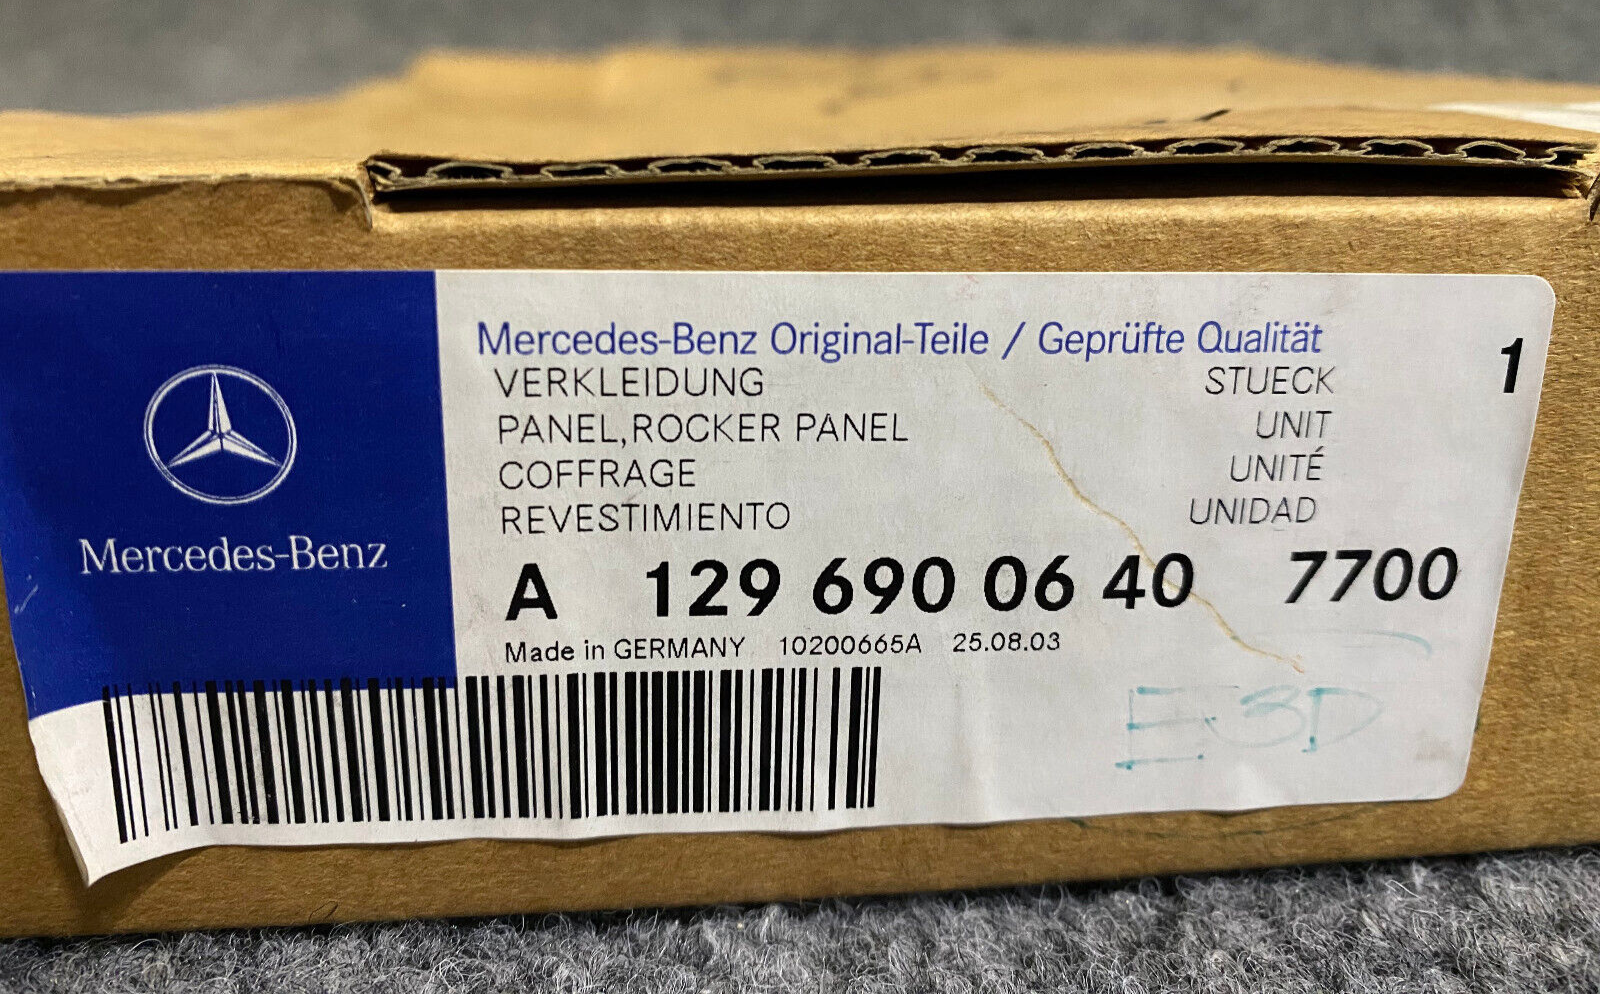 Mercedes-Benz
Mercedes-Benz Original-Teile / Geprüfte Qualität
VERKLEIDUNG STUECK 1
PANEL,ROCKER PANEL UNIT
COFFRAGE UNITÉ
REVESTIMIENTO UNIDAD
A 129 690 06 40 7700
Made in GERMANY 10200665A 25.08.03
E3D